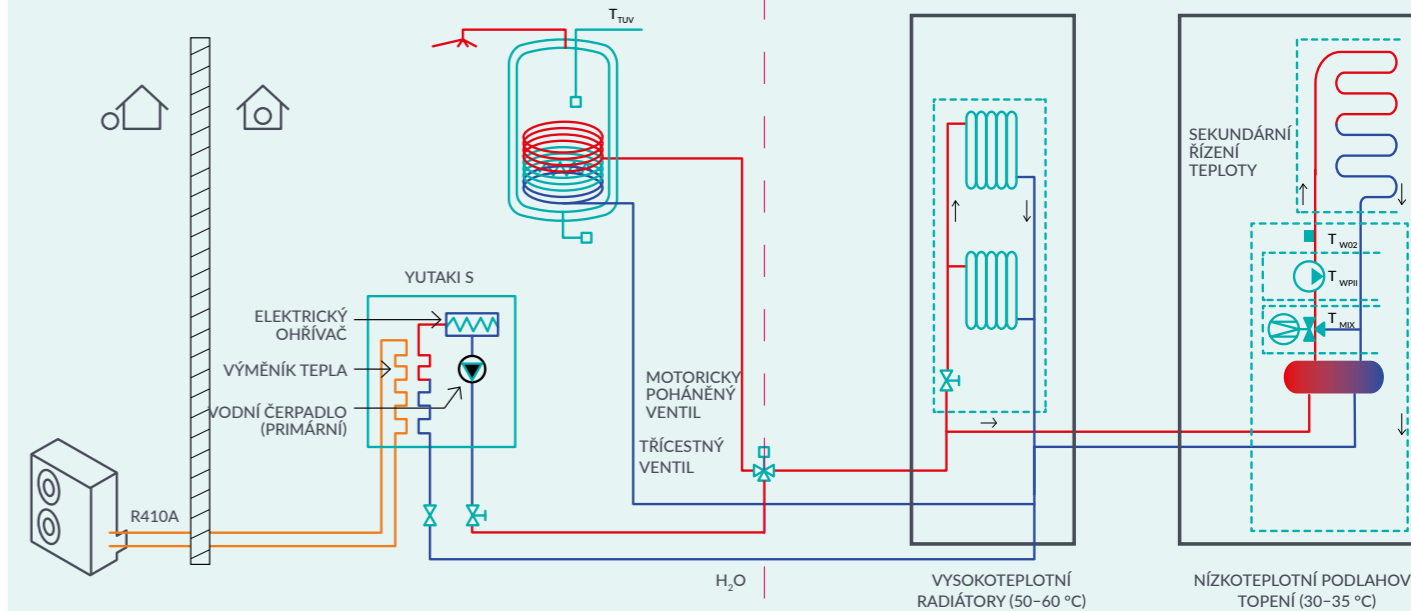 T TUV
YUTAKI S
ELEKTRICKÝ
OHŘÍVAČ
VÝMĚNÍK TEPLA
VODNÍ ČERPADLO
(PRIMÁRNÍ)
R410A
MOTORICKY
POHÁNĚNÝ
VENTIL
TŘÍCESTNÝ
VENTIL
H₂O
VYSOKOTEPLOTNÍ
RADIÁTORY (50–60 °C)
SEKUNDÁRNÍ
ŘÍZENÍ
TEPLOTY
T W02
T WPII
T MIX
NÍZKOTEPLOTNÍ PODLAHOV
TOPENÍ (30–35 °C)